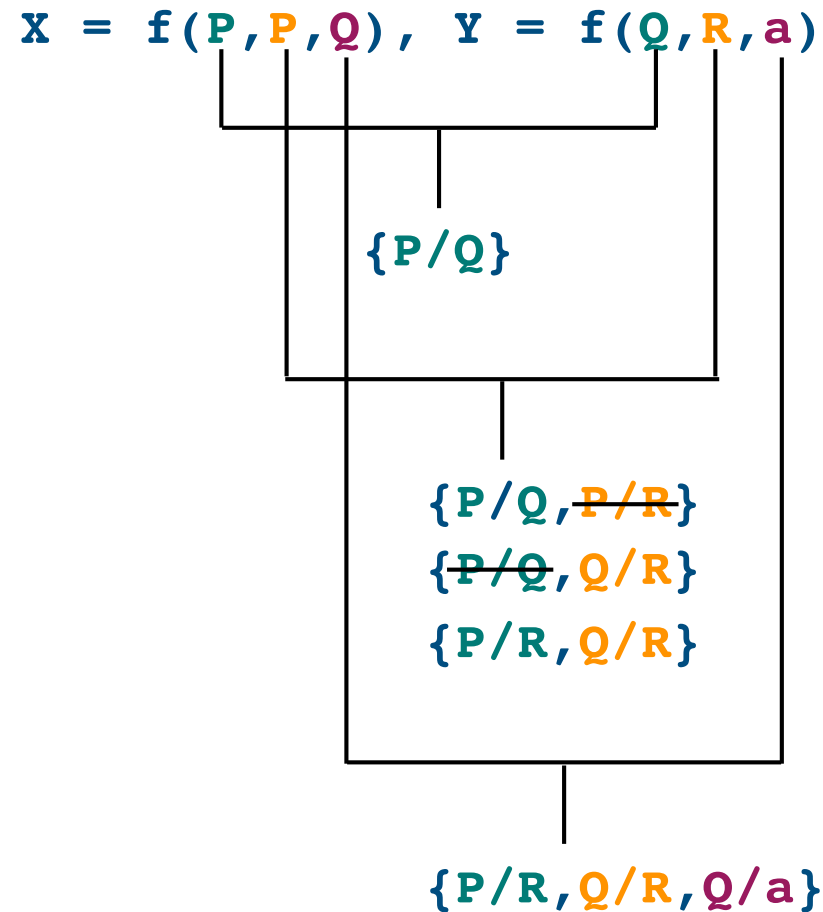 X = f(P,P,Q), Y = f(Q,R,a)
{P/Q}
{P/Q,P/R}
{P/Q,Q/R}
{P/R,Q/R}
{P/R,Q/R,Q/a}